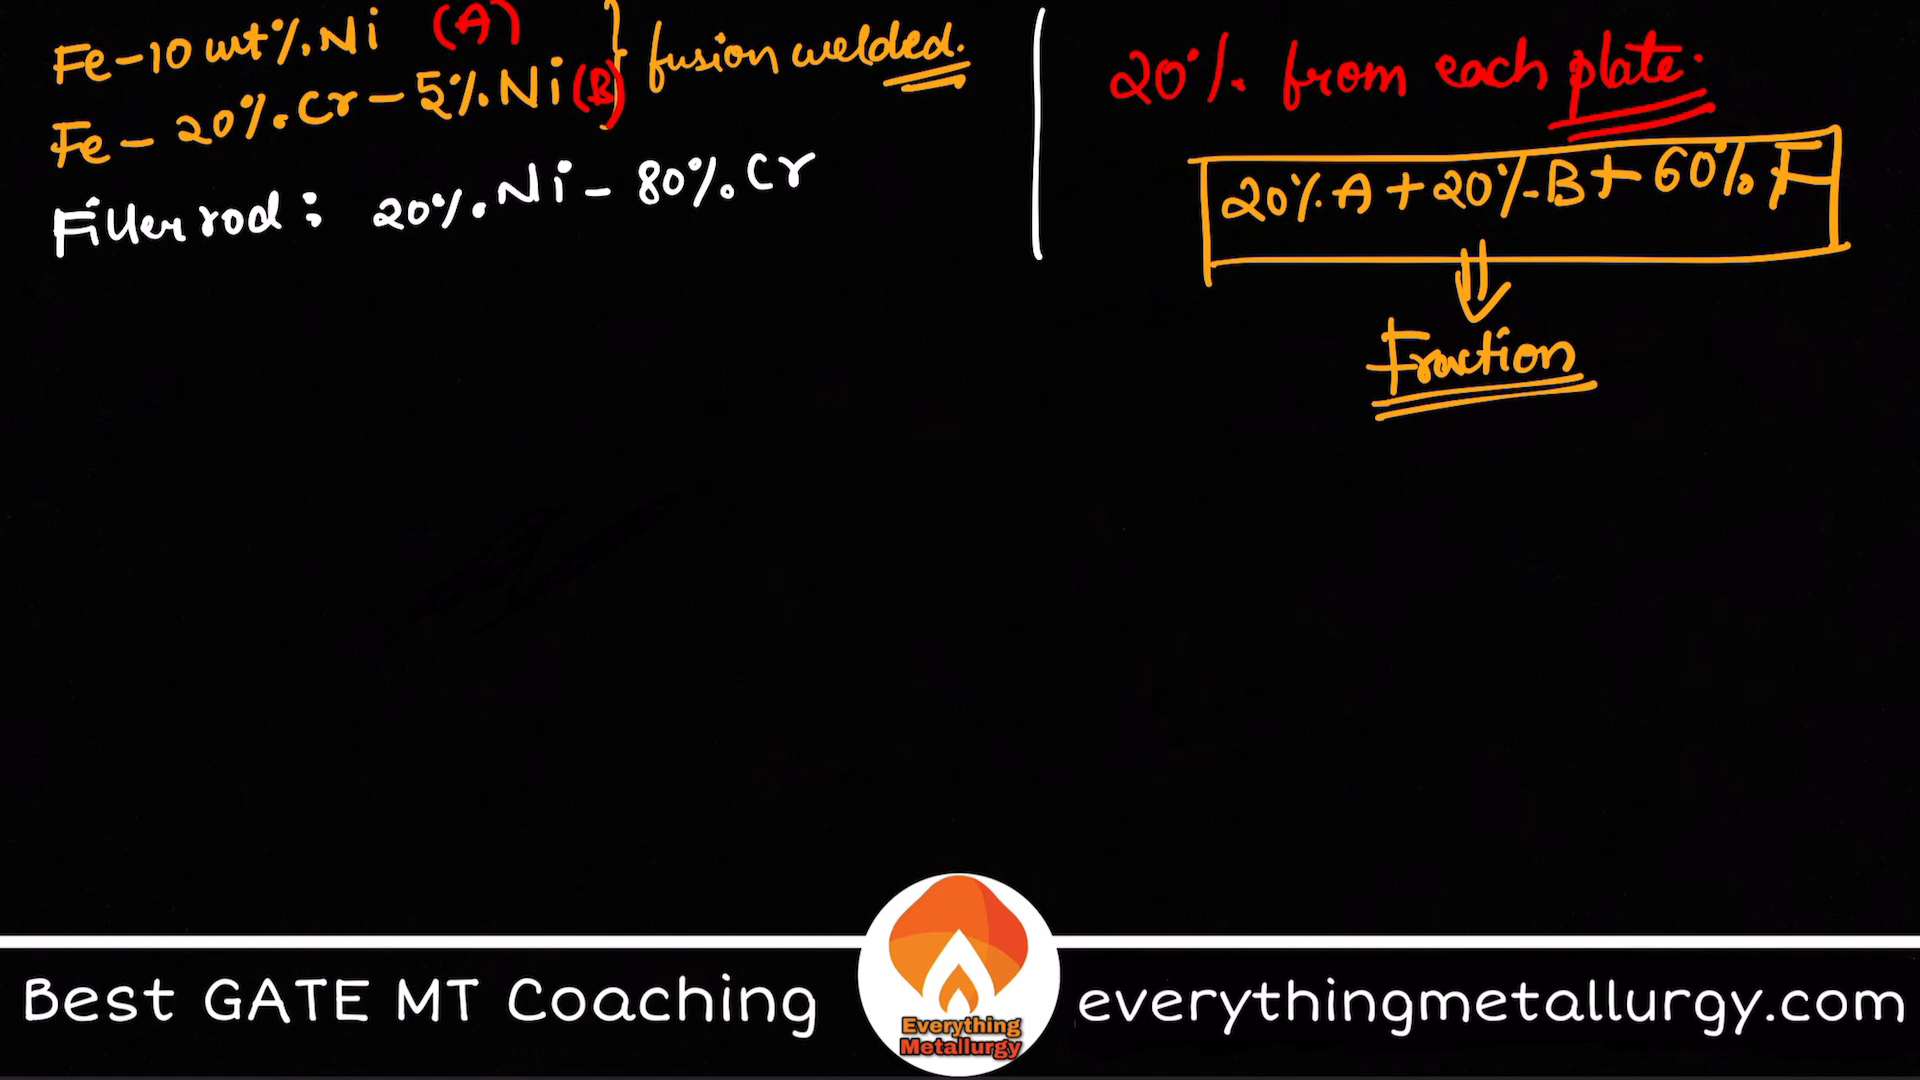 Fe-10 wt%.Ni (A)
Fe-20%.Cr-5%.Ni (B)
fusion welded.
Filler rod: 20%.Ni-80%.Cr
20%. from each plate.
20%.A+20%.B+60%.F
Fraction
Best GATE MT Coaching
Everything
Metallurgy
everythingmetallurgy.com